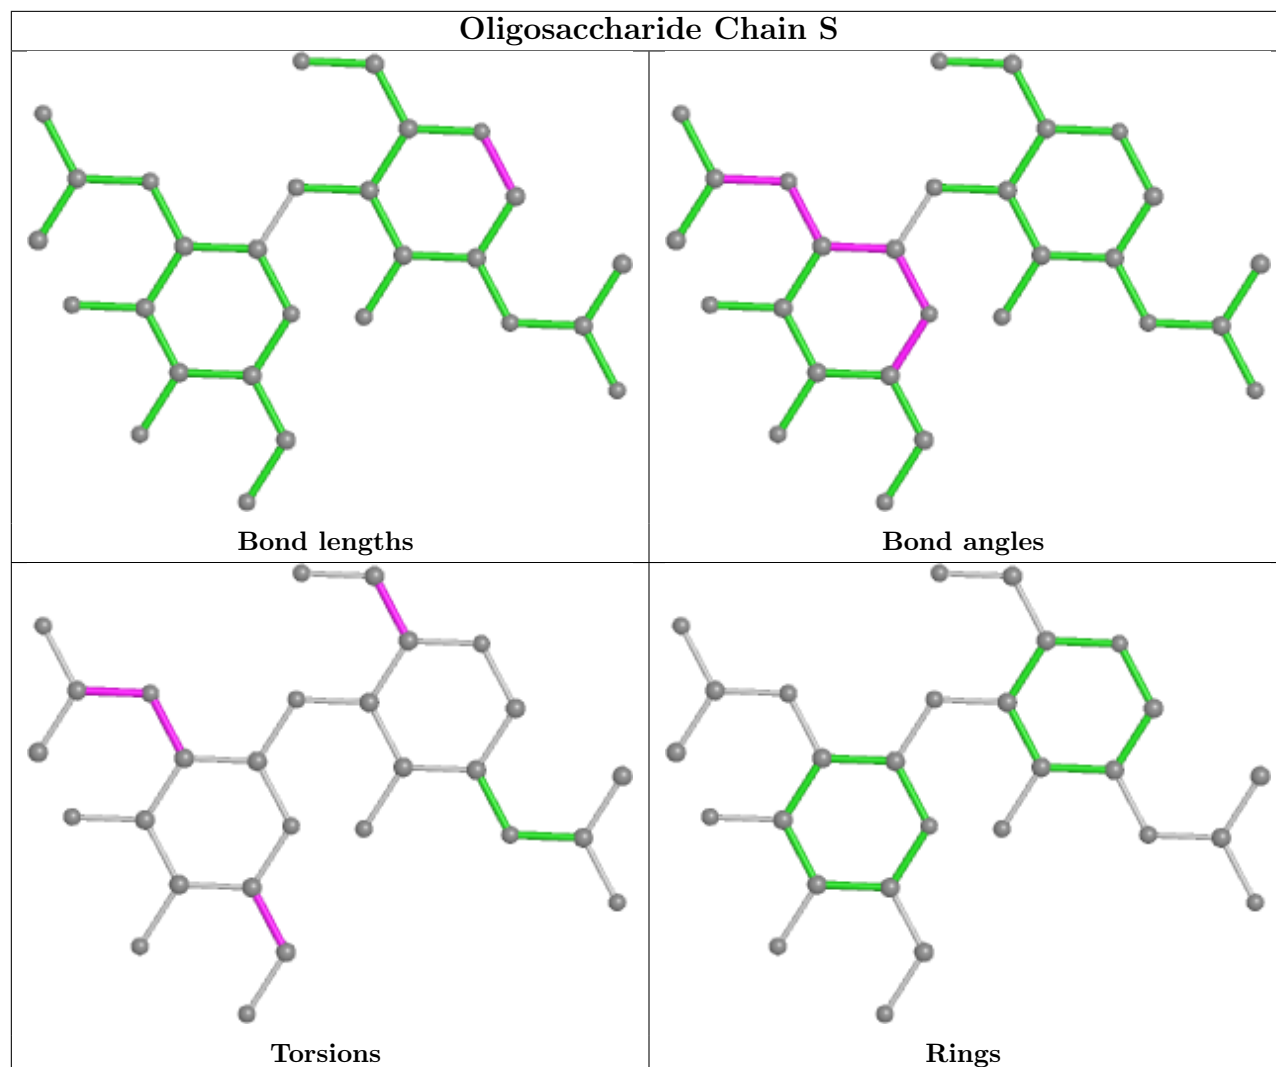 Oligosaccharide Chain S
Bond lengths
Bond angles
Torsions
Rings